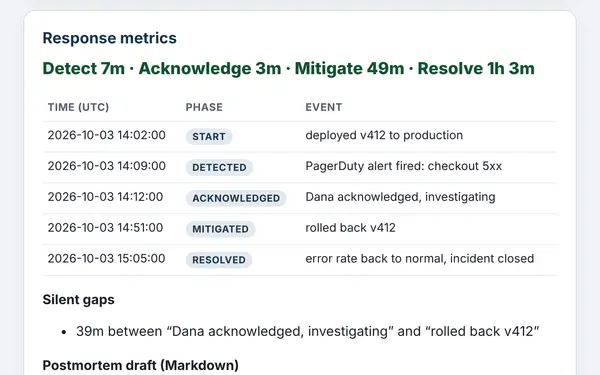 Response metrics
Detect 7m · Acknowledge 3m · Mitigate 49m · Resolve 1h 3m
TIME (UTC) PHASE EVENT
2026-10-03 14:02:00 START deployed v412 to production
2026-10-03 14:09:00 DETECTED PagerDuty alert fired: checkout 5xx
2026-10-03 14:12:00 ACKNOWLEDGED Dana acknowledged, investigating
2026-10-03 14:51:00 MITIGATED rolled back v412
2026-10-03 15:05:00 RESOLVED error rate back to normal, incident closed
Silent gaps
• 39m between “Dana acknowledged, investigating” and “rolled back v412”
Postmortem draft (Markdown)